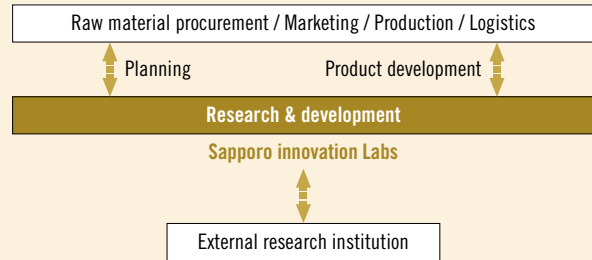 Raw material procurement / Marketing / Production / Logistics
Planning
Product development
Research & development
Sapporo innovation Labs
External research institution